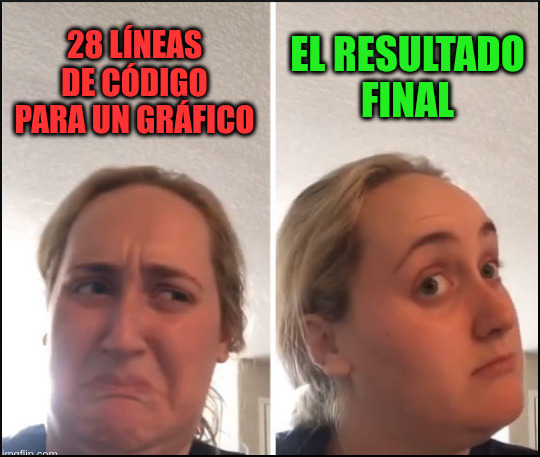 28 LÍNEAS
DE CÓDIGO
PARA UN GRÁFICO
EL RESULTADO
FINAL
imgflip.com